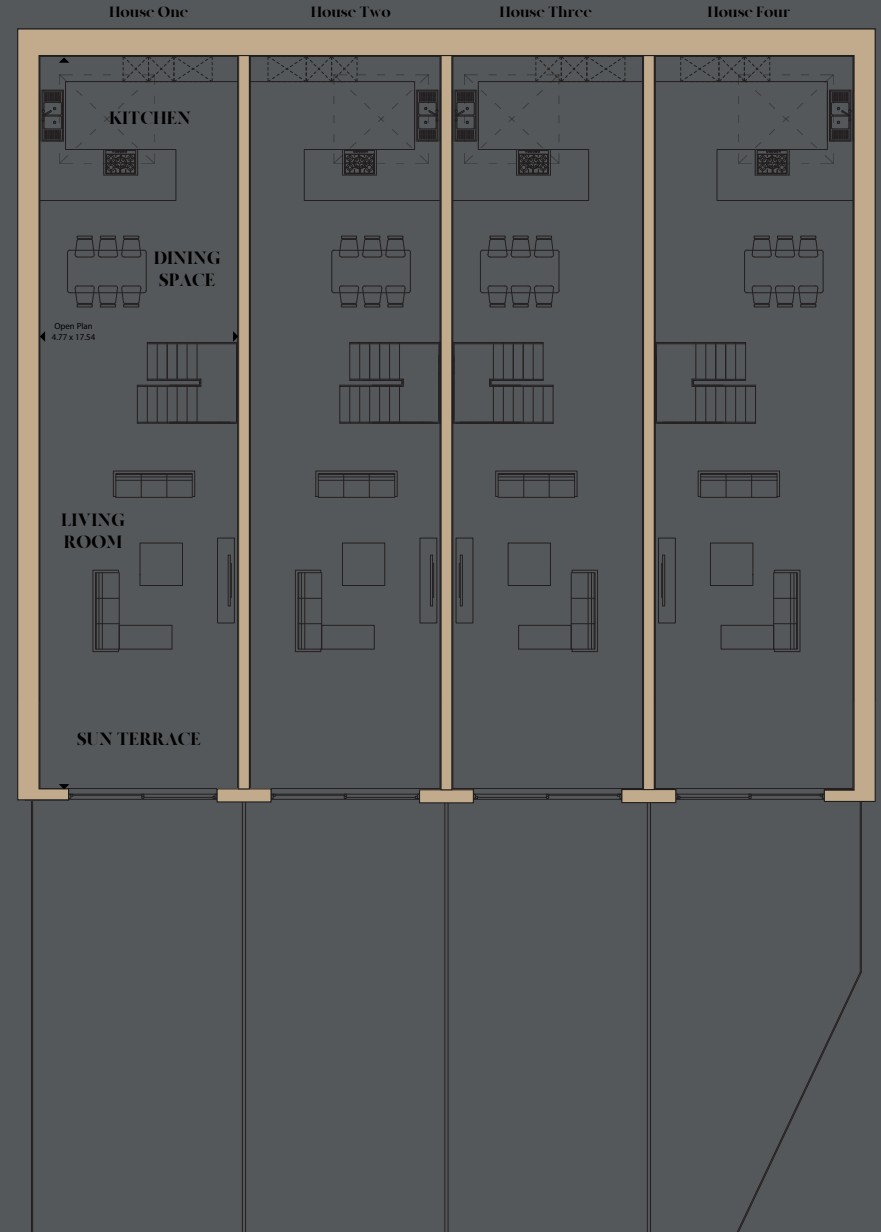 House One
House Two
House Three
House Four
KITCHEN
DINING
SPACE
Open Plan
4.77 x 17.54
LIVING
ROOM
SUN TERRACE